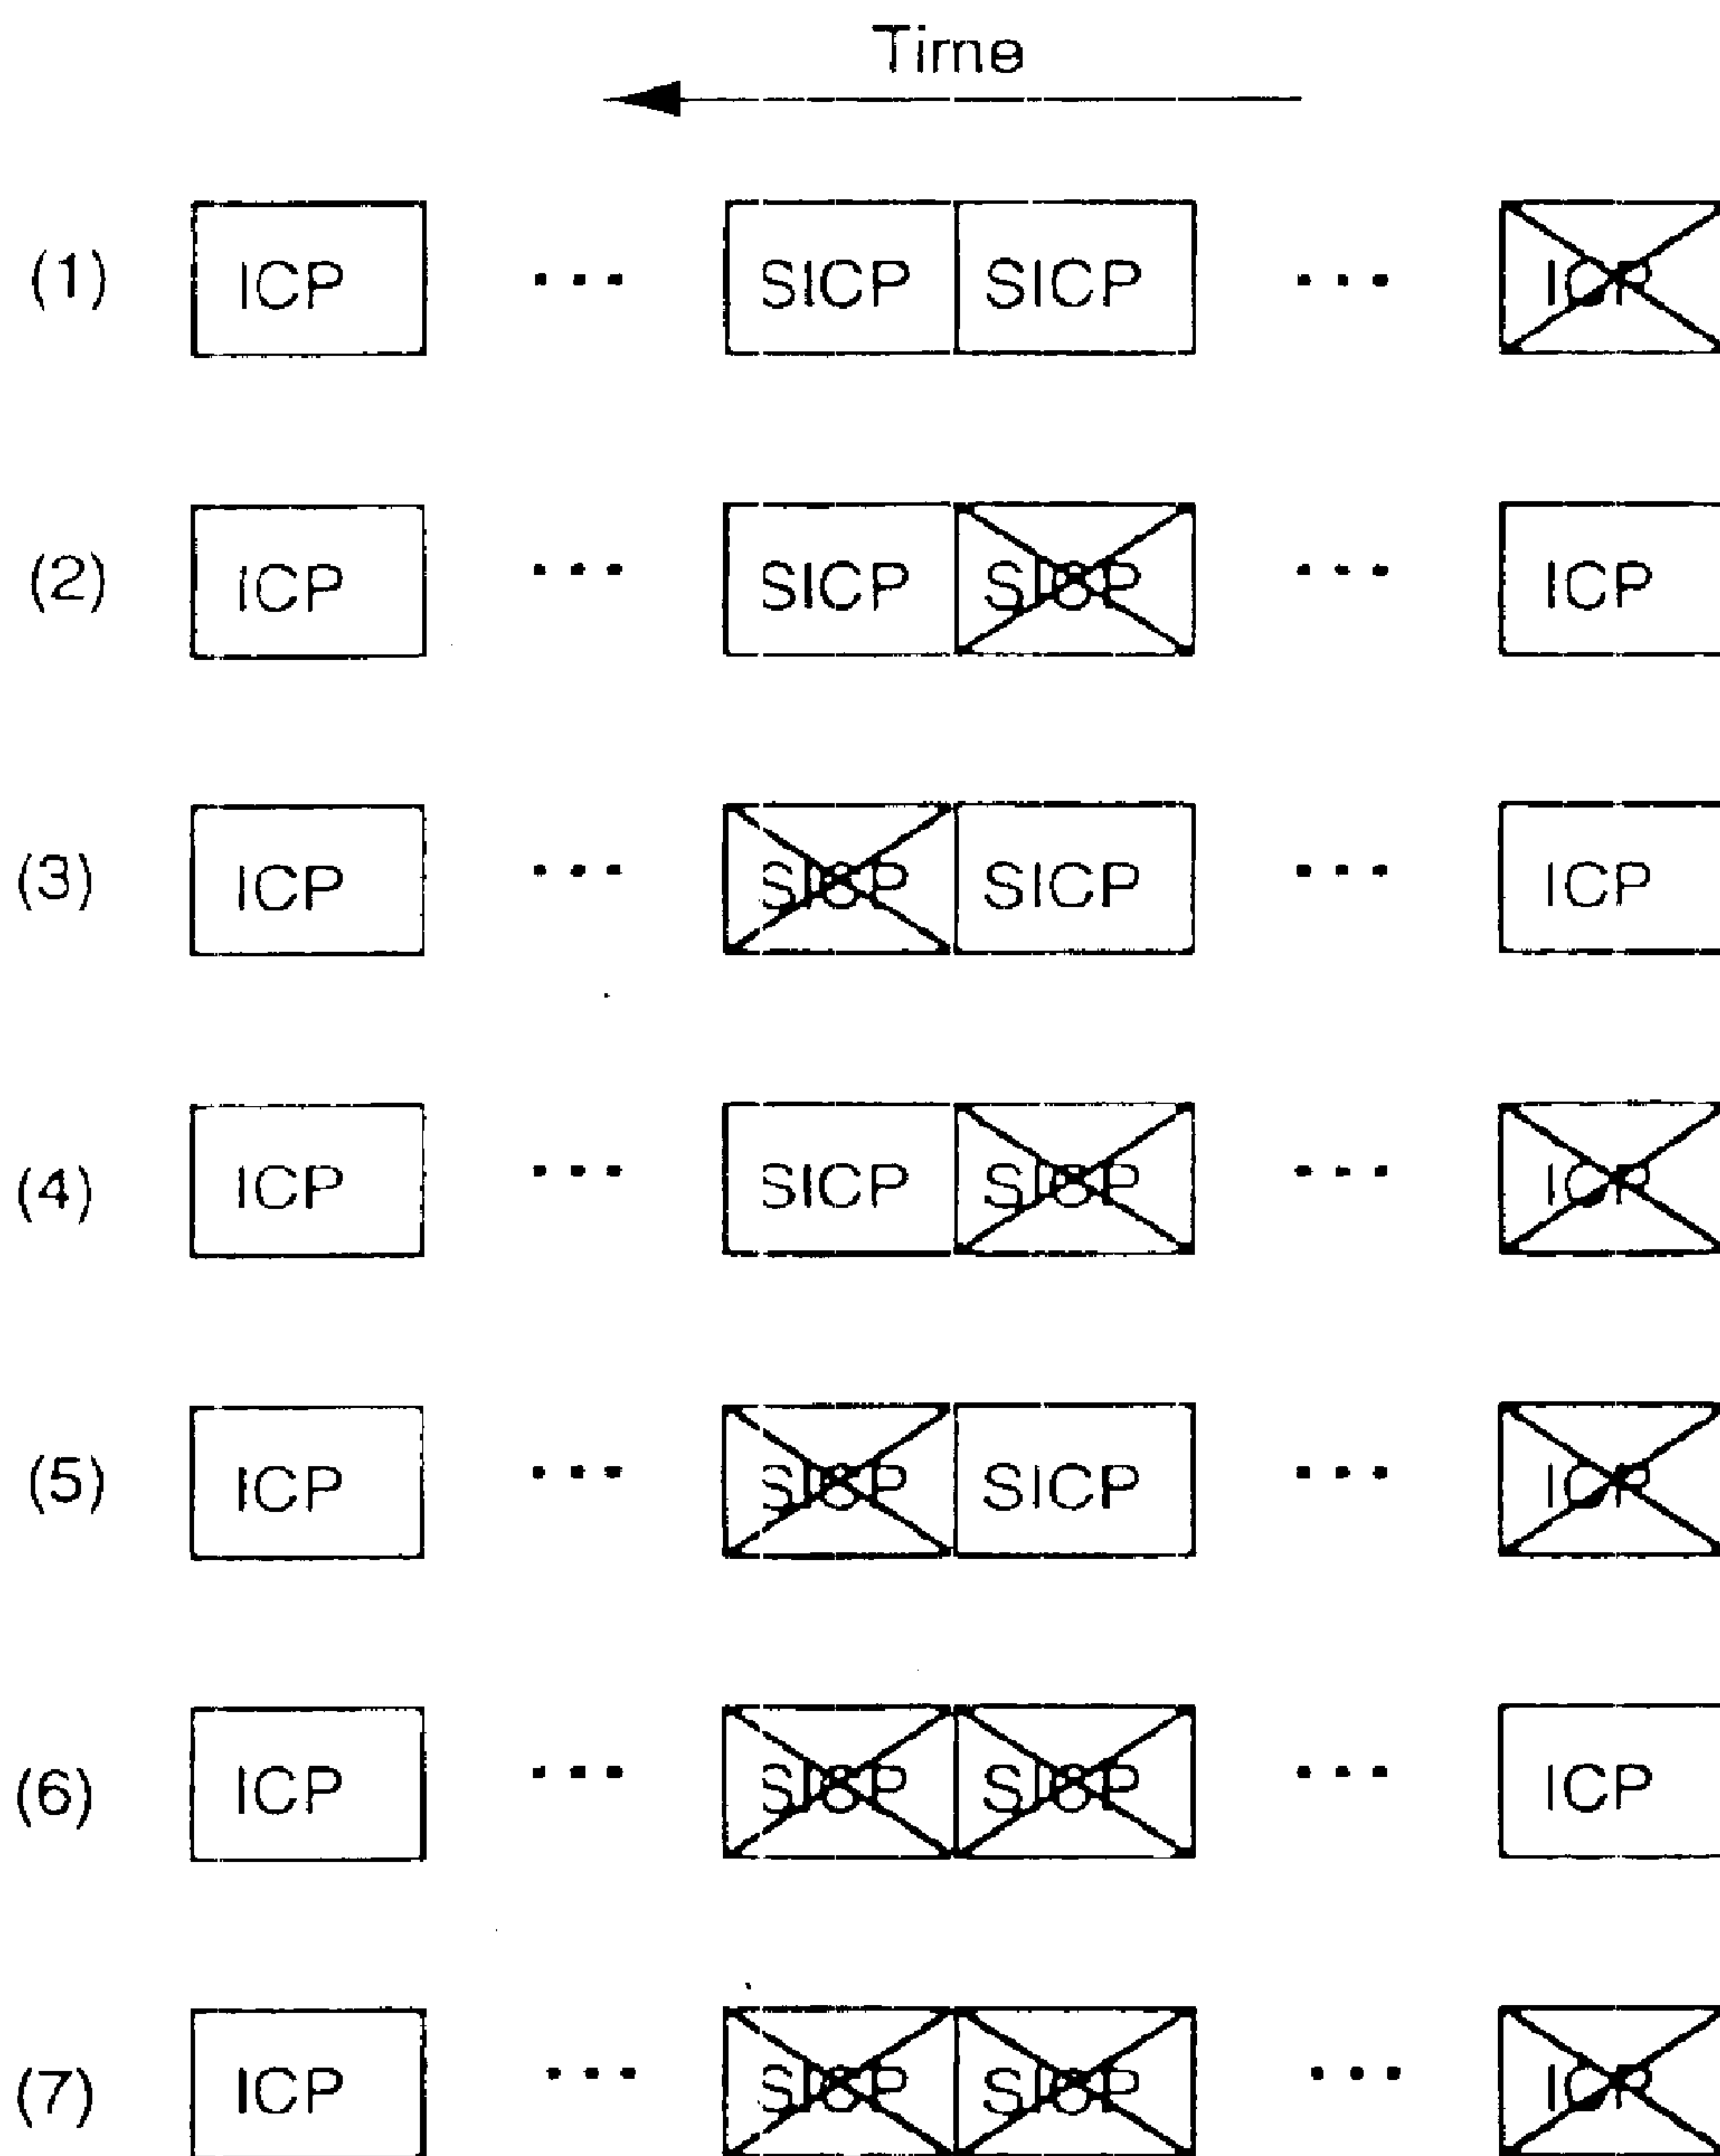 Time
(1) ICP ... SICP SICP ... ICP
(2) ICP ... SICP SICP ... ICP
(3) ICP ... SICP SICP ... ICP
(4) ICP ... SICP SICP ... ICP
(5) ICP ... SICP SICP ... ICP
(6) ICP ... SICP SICP ... ICP
(7) ICP ... SICP SICP ... ICP